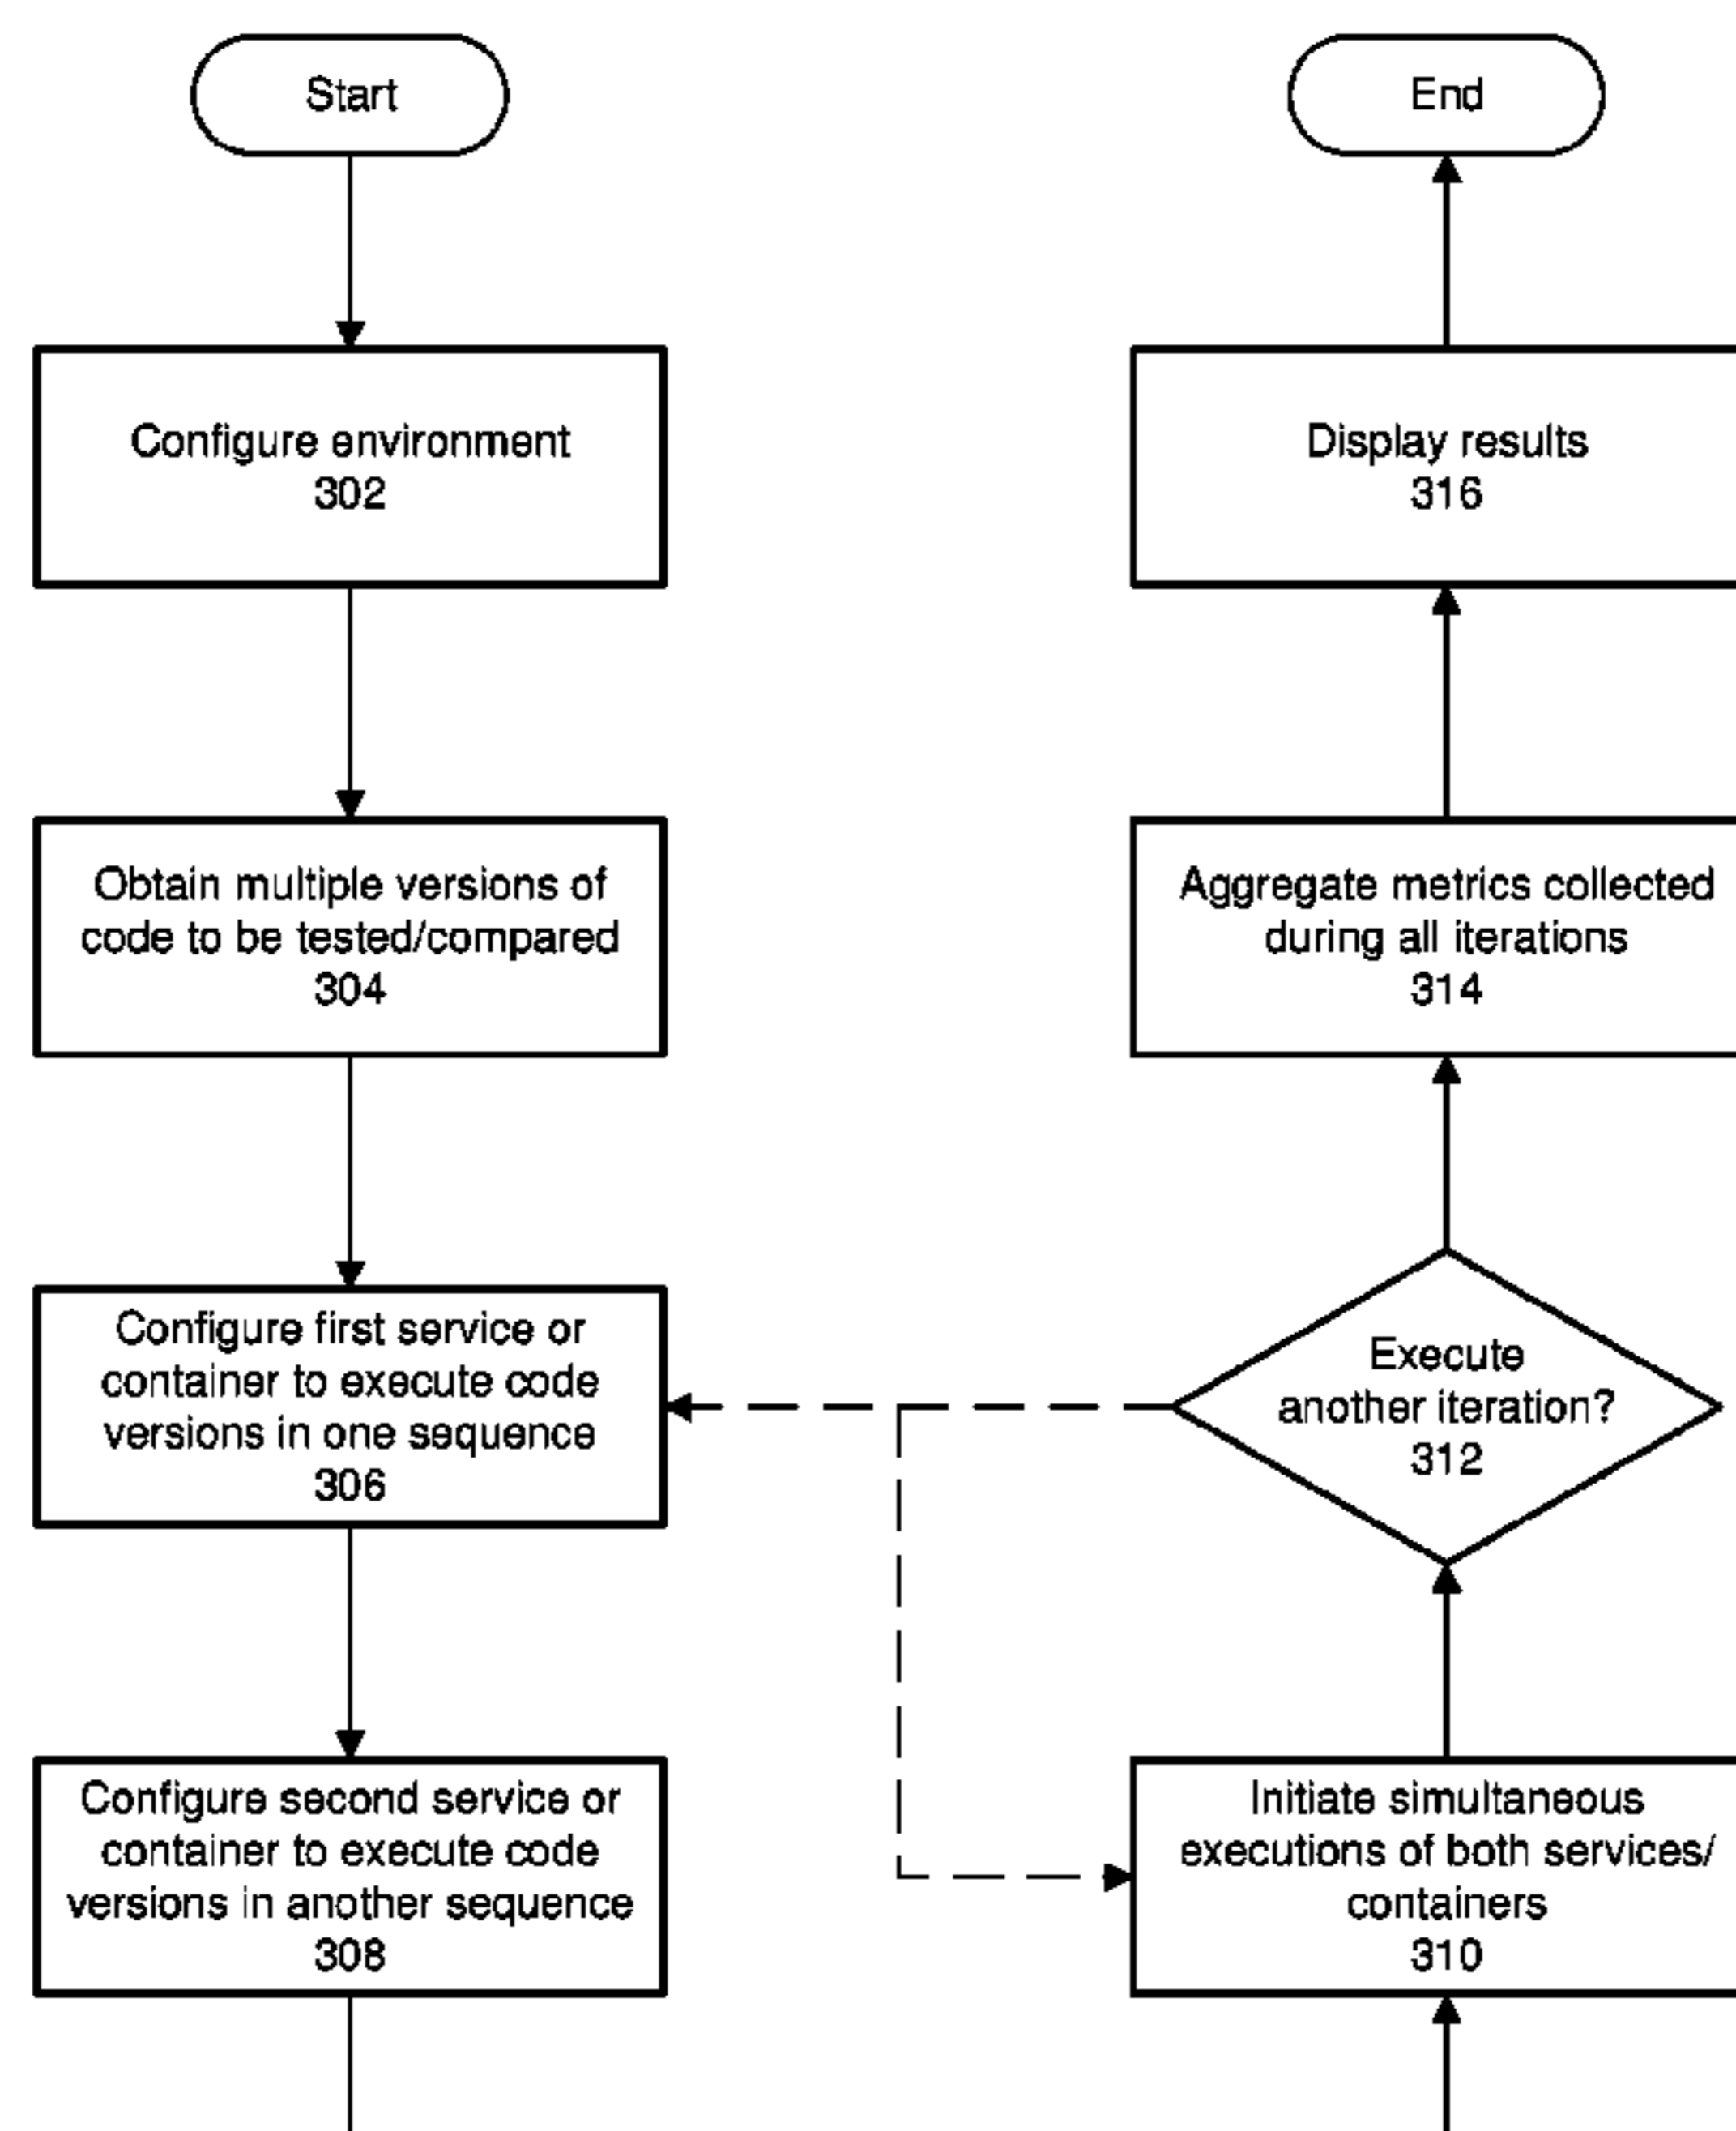 Start
Configure environment
302
Obtain multiple versions of
code to be tested/compared
304
Configure first service or
container to execute code
versions in one sequence
306
Configure second service or
container to execute code
versions in another sequence
308
End
Display results
316
Aggregate metrics collected
during all iterations
314
Execute
another iteration?
312
Initiate simultaneous
executions of both services/
containers
310